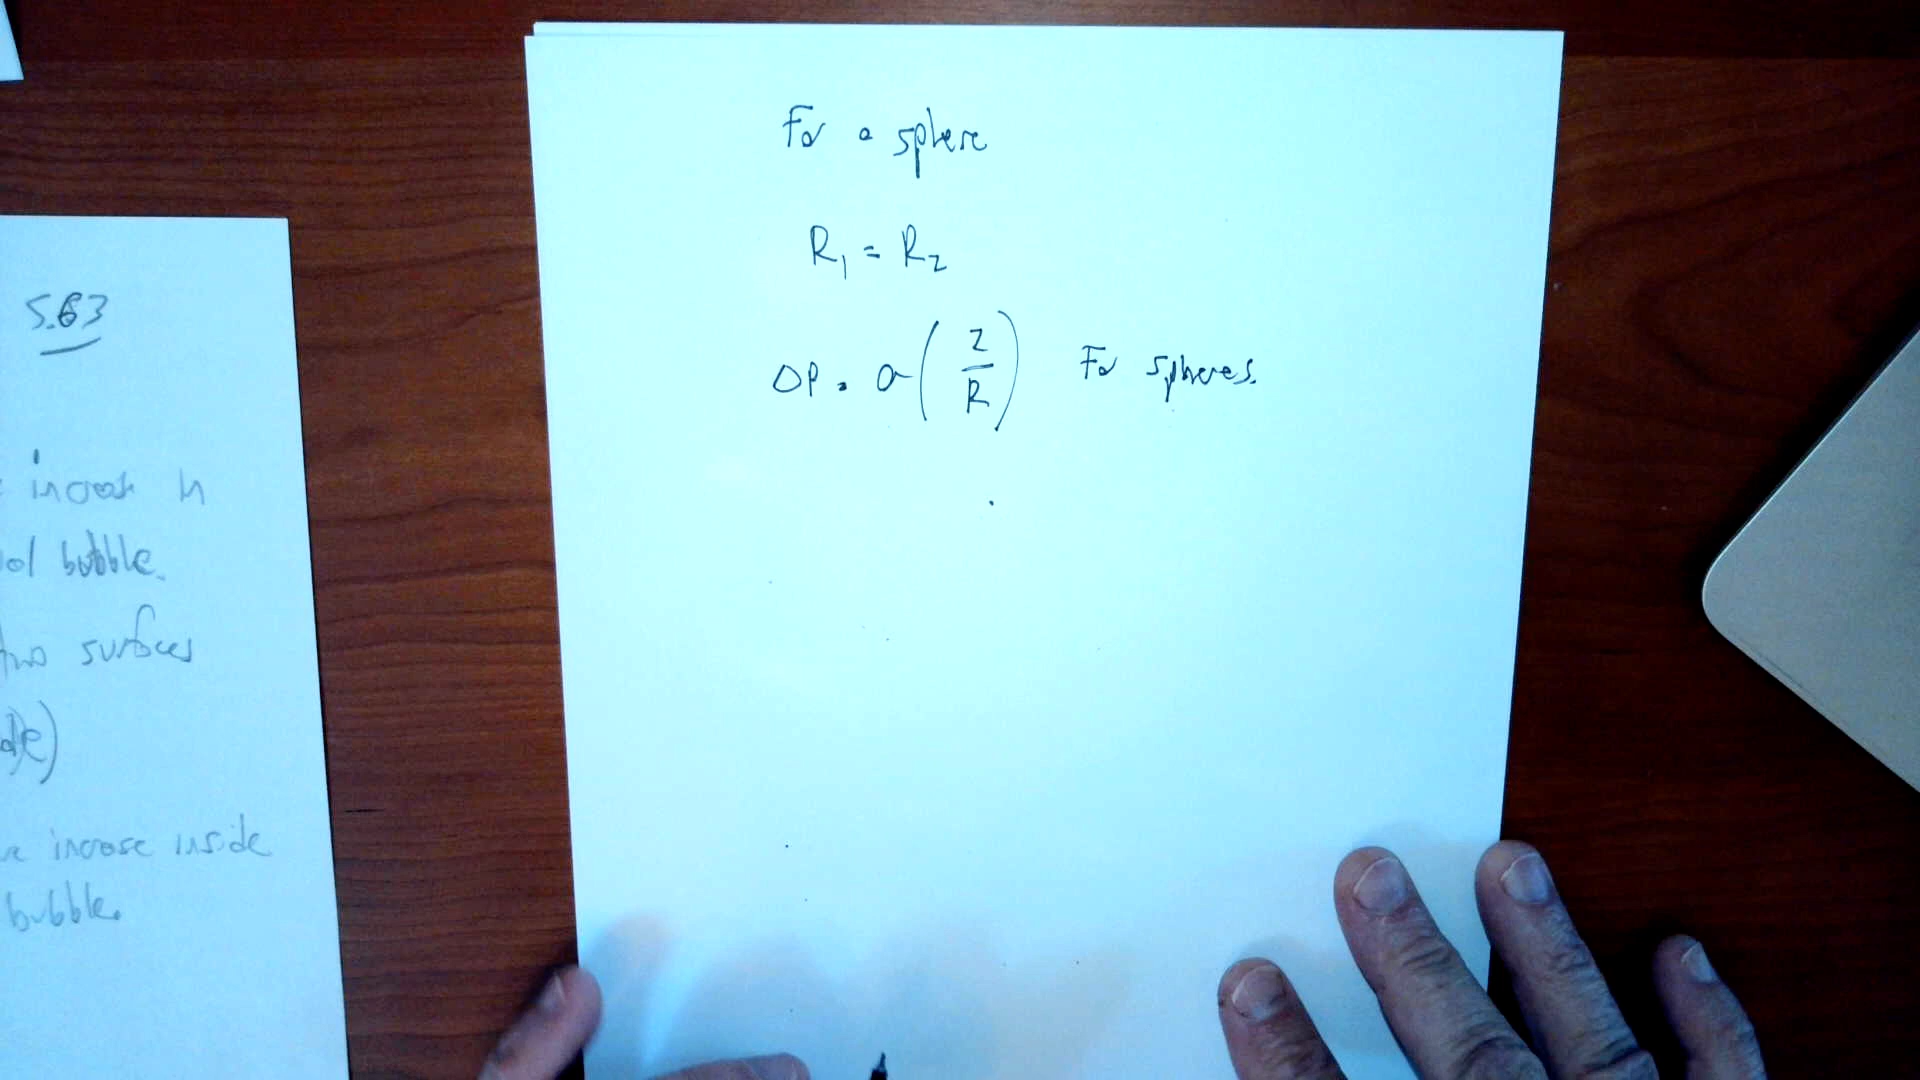 5.63
increase in
bubble.
two surfaces
increase inside
bubble.
For a sphere
R₁ = R₂
ΔP = σ(2/R) For spheres.